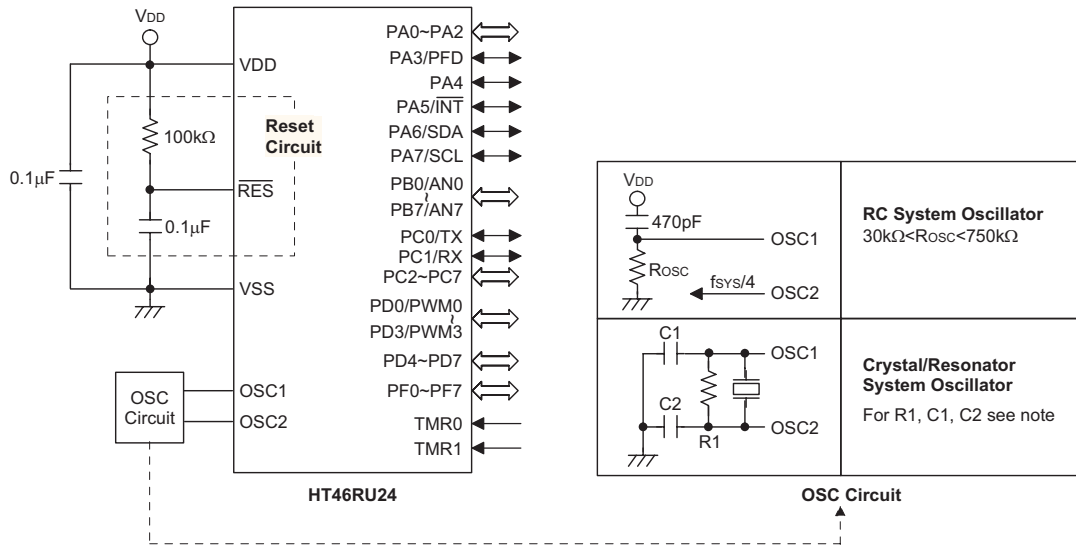 VDD
VDD
100kΩ
Reset
Circuit
0.1μF
RES
0.1μF
VSS
OSC
Circuit
OSC1
OSC2
PA0~PA2
PA3/PFD
PA4
PA5/INT
PA6/SDA
PA7/SCL
PB0/AN0
~
PB7/AN7
PC0/TX
PC1/RX
PC2~PC7
PD0/PWM0
~
PD3/PWM3
PD4~PD7
PF0~PF7
TMR0
TMR1
HT46RU24
VDD
470pF
OSC1
ROSC
fSYS/4
OSC2
RC System Oscillator
30kΩ<ROSC<750kΩ
C1
OSC1
C2
R1
OSC2
Crystal/Resonator
System Oscillator
For R1, C1, C2 see note
OSC Circuit